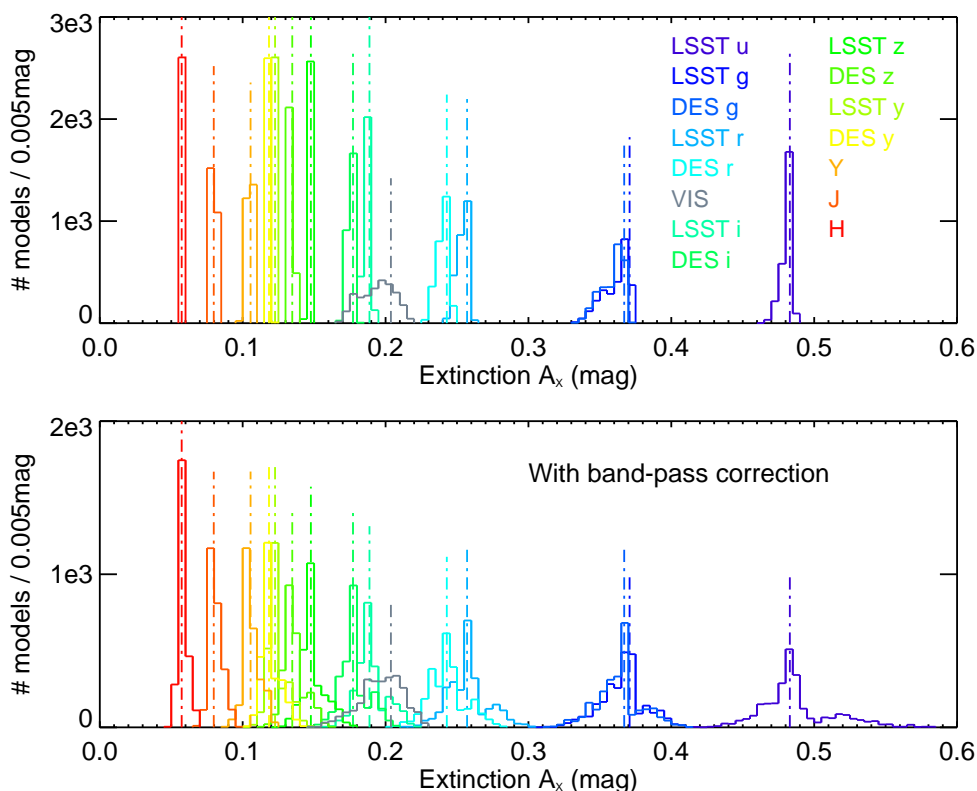 3e3
2e3
1e3
0
# models / 0.005mag
LSST u
LSST g
DES g
LSST r
DES r
VIS
LSST i
DES i
LSST z
DES z
LSST y
DES y
Y
J
H
0.0 0.1 0.2 0.3 0.4 0.5 0.6
Extinction Aₓ (mag)
2e3
1e3
0
# models / 0.005mag
With band-pass correction
0.0 0.1 0.2 0.3 0.4 0.5 0.6
Extinction Aₓ (mag)